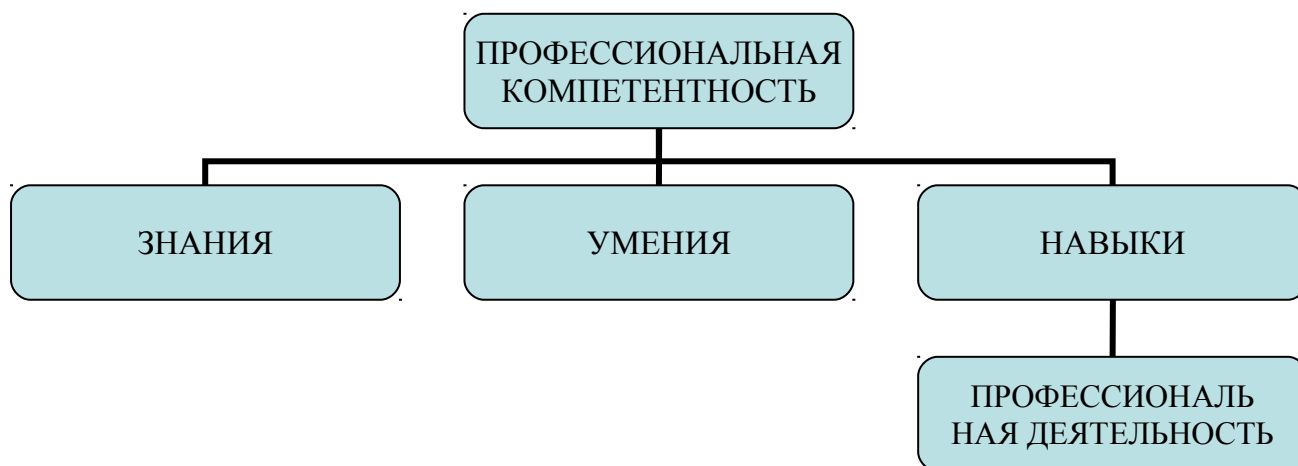 ПРОФЕССИОНАЛЬНАЯ
КОМПЕТЕНТНОСТЬ
ЗНАНИЯ
УМЕНИЯ
НАВЫКИ
ПРОФЕССИОНАЛЬ
НАЯ ДЕЯТЕЛЬНОСТЬ